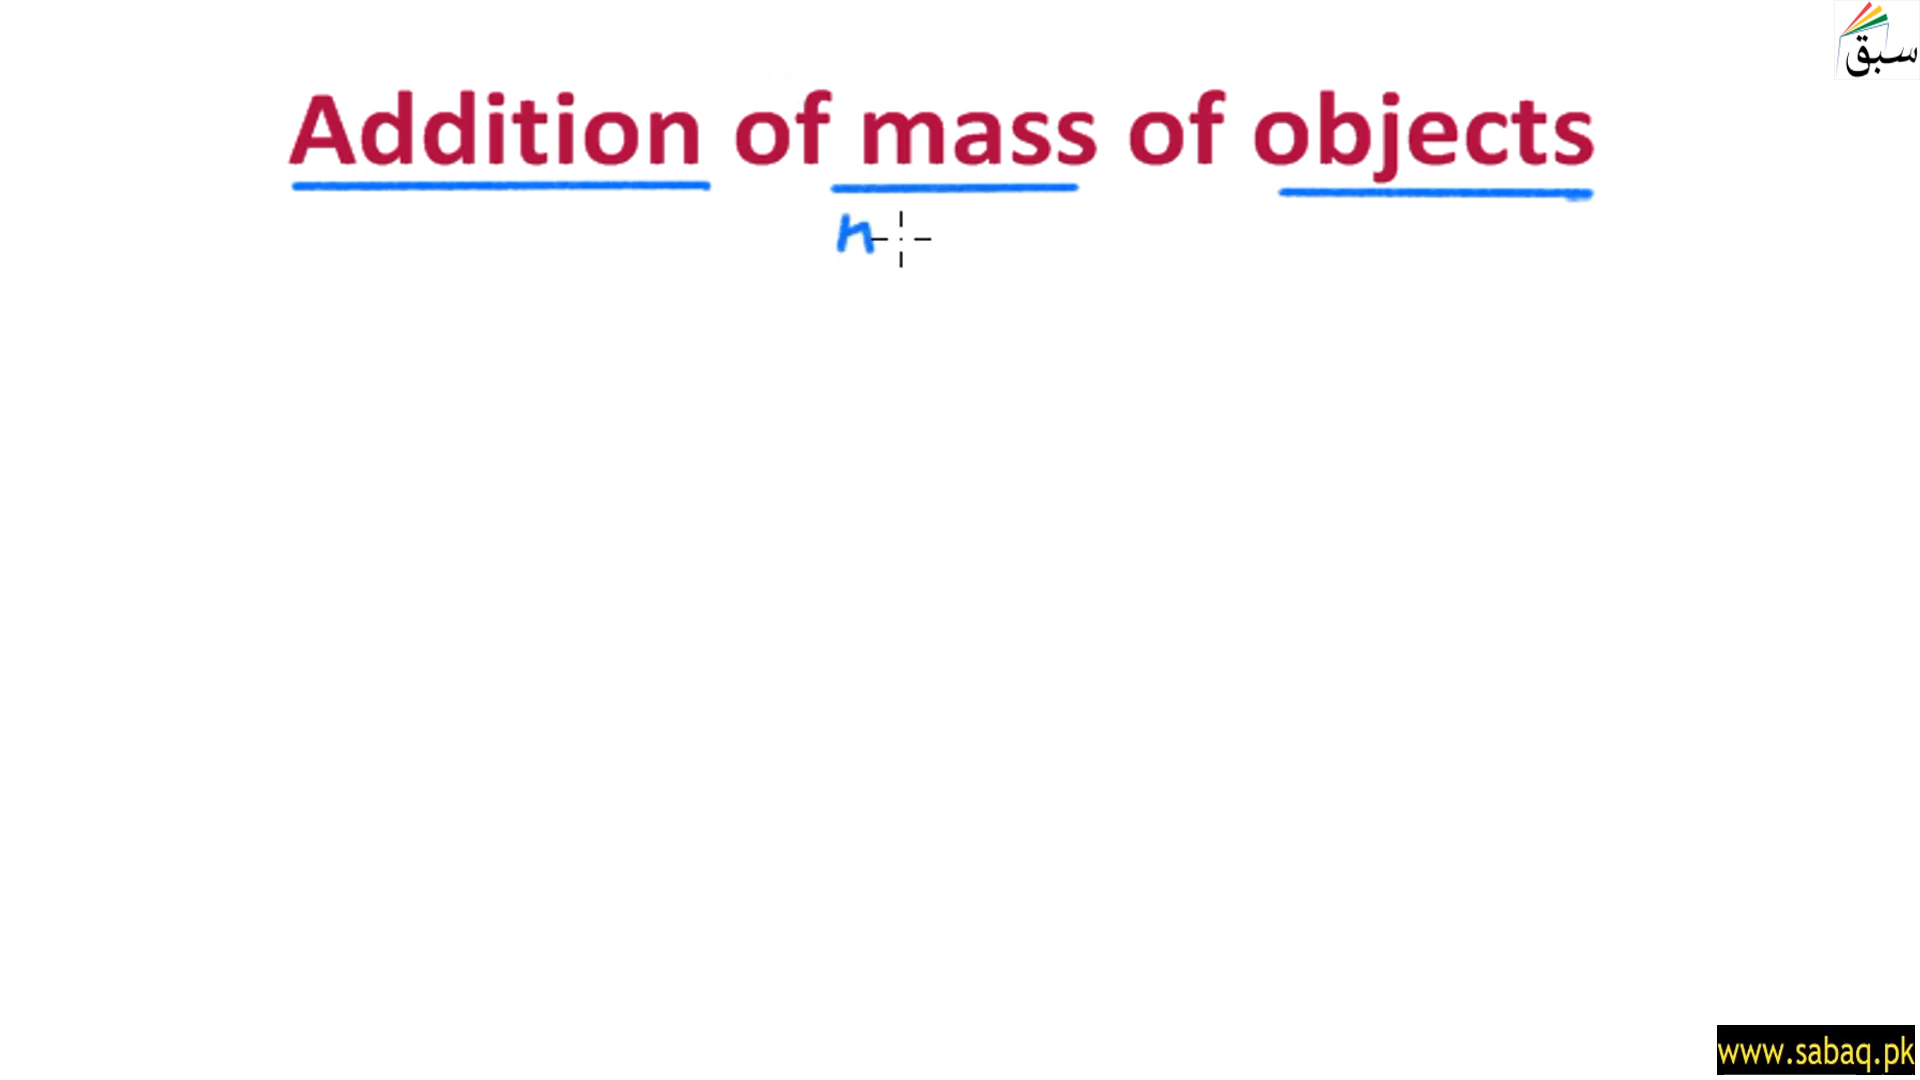 سبق
Addition of mass of objects
n
www.sabaq.pk